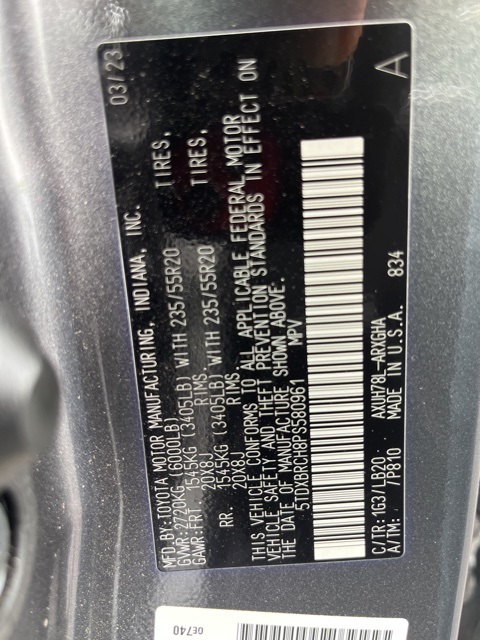 MFD.BY:TOYOTA MOTOR MANUFACTURING, INDIANA, INC. 03/23
GVWR:2720KG (6000LB)
GAWR:FRT 1545KG (3405LB) WITH 235/55R20 TIRES,
20X8J RIMS,
RR. 1545KG (3405LB) WITH 235/55R20 TIRES,
20X8J RIMS
THIS VEHICLE CONFORMS TO ALL APPLICABLE FEDERAL MOTOR
VEHICLE SAFETY AND THEFT PREVENTION STANDARDS IN EFFECT ON
THE DATE OF MANUFACTURE SHOWN ABOVE.
5TDXBRCH8PS580961 MPV
A
C/TR:1G3/LB20 AXUH78L-ARXGHA
A/TM: /P810 MADE IN U.S.A. 834
0E740